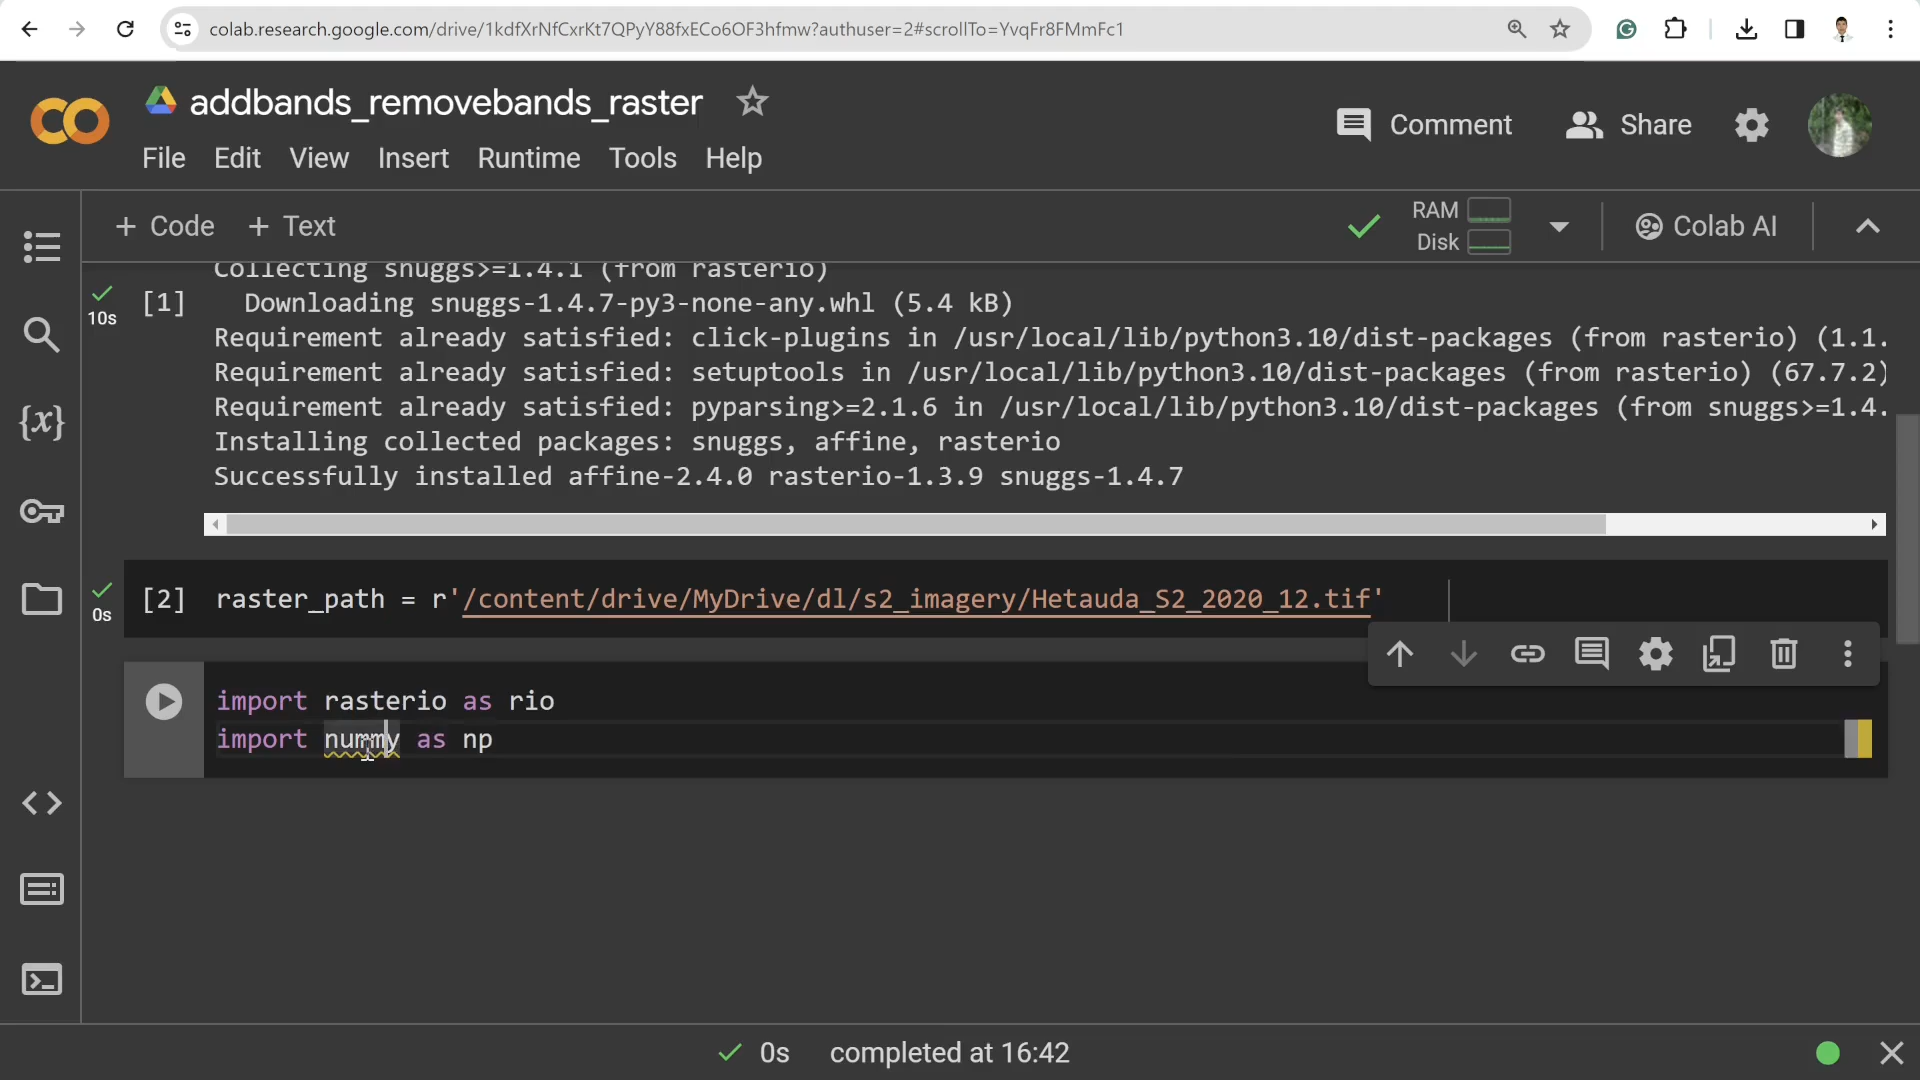 colab.research.google.com/drive/1kdfXrNfCxrKt7QPyY88fxECo6OF3hfmw?authuser=2#scrollTo=YvqFr8FMmFc1
addbands_removebands_raster
Comment
Share
File Edit View Insert Runtime Tools Help
+ Code + Text
RAM
Disk
Colab AI
Collecting snuggs>=1.4.1 (from rasterio)
[1] Downloading snuggs-1.4.7-py3-none-any.whl (5.4 kB)
10s
Requirement already satisfied: click-plugins in /usr/local/lib/python3.10/dist-packages (from rasterio) (1.1.
Requirement already satisfied: setuptools in /usr/local/lib/python3.10/dist-packages (from rasterio) (67.7.2)
Requirement already satisfied: pyparsing>=2.1.6 in /usr/local/lib/python3.10/dist-packages (from snuggs>=1.4.
Installing collected packages: snuggs, affine, rasterio
Successfully installed affine-2.4.0 rasterio-1.3.9 snuggs-1.4.7
[2] raster_path = r'/content/drive/MyDrive/dl/s2_imagery/Hetauda_S2_2020_12.tif'
0s
import rasterio as rio
import nummy as np
0s completed at 16:42